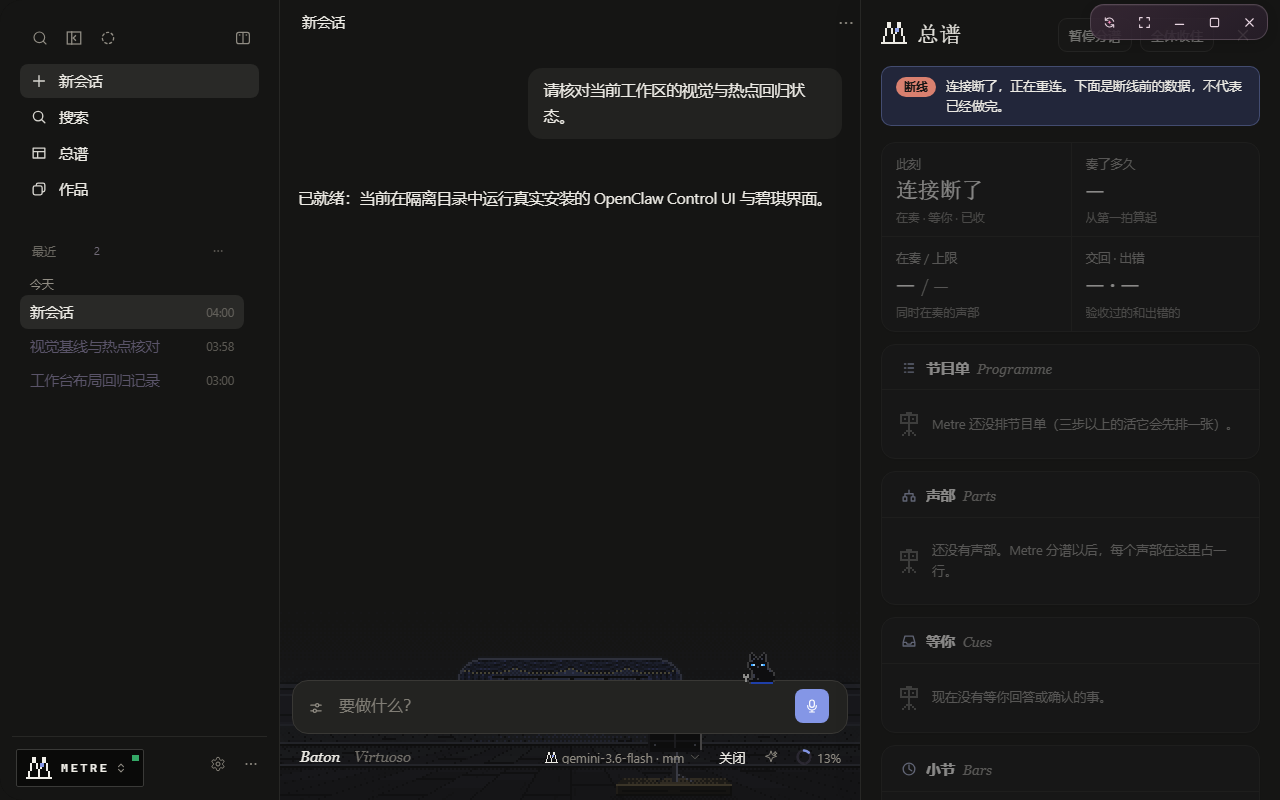 新会话
搜索
总谱
作品
最近 2
今天
新会话 04:00
视觉基线与热点核对 03:58
工作台布局回归记录 03:00
METRE
新会话
请核对当前工作区的视觉与热点回归状
态。
已就绪：当前在隔离目录中运行真实安装的 OpenClaw Control UI 与碧琪界面。
要做什么？
Baton Virtuoso
gemini-3.6-flash · mm
关闭
13%
总谱
断线
连接断了，正在重连。下面是断线前的数据，不代表
已经做完。
此刻
连接断了
在奏 · 等你 · 已收
奏了多久
—
从第一拍算起
在奏 / 上限
— / —
同时在奏的声部
交回 · 出错
— · —
验收过的和出错的
节目单 Programme
Metre 还没排节目单（三步以上的活它会先排一张）。
声部 Parts
还没有声部。Metre 分谱以后，每个声部在这里占一
行。
等你 Cues
现在没有等你回答或确认的事。
小节 Bars